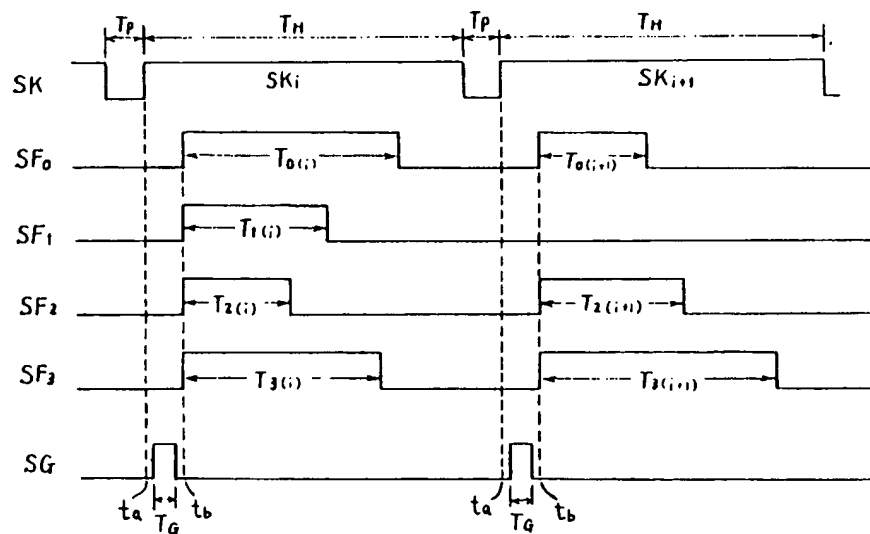 Tp TH Tp TH
SK SKi SKi+1
SF0 T0(i) T0(i+1)
SF1 T1(i)
SF2 T2(i) T2(i+1)
SF3 T3(i) T3(i+1)
SG
ta tb ta tb
TG TG